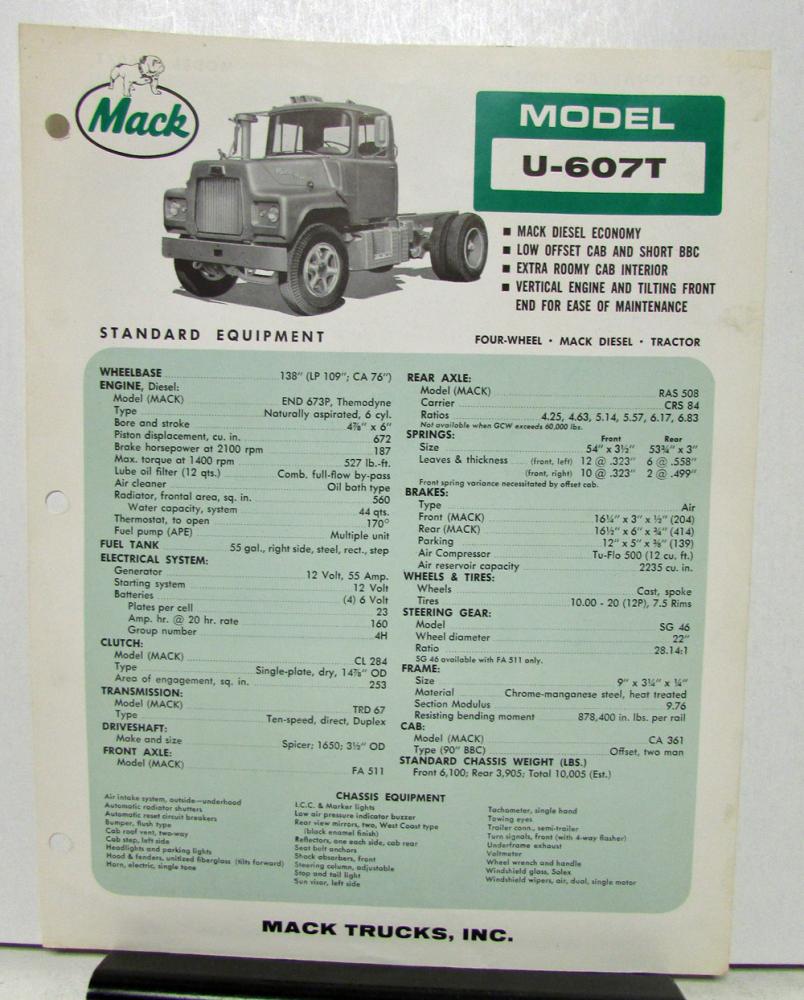 Mack
MODEL
U-607T
■ MACK DIESEL ECONOMY
■ LOW OFFSET CAB AND SHORT BBC
■ EXTRA ROOMY CAB INTERIOR
■ VERTICAL ENGINE AND TILTING FRONT
END FOR EASE OF MAINTENANCE
STANDARD EQUIPMENT
FOUR-WHEEL • MACK DIESEL • TRACTOR
WHEELBASE 138" (LP 109"; CA 76")
ENGINE, Diesel:
Model (MACK) END 673P, Themodyne
Type Naturally aspirated, 6 cyl.
Bore and stroke 4⅞" x 6"
Piston displacement, cu. in. 672
Brake horsepower at 2100 rpm 187
Max. torque at 1400 rpm 527 lb.-ft.
Lube oil filter (12 qts.) Comb. full-flow by-pass
Air cleaner Oil bath type
Radiator, frontal area, sq. in. 560
Water capacity, system 44 qts.
Thermostat, to open 170°
Fuel pump (APE) Multiple unit
FUEL TANK 55 gal., right side, steel, rect., step
ELECTRICAL SYSTEM:
Generator 12 Volt, 55 Amp.
Starting system 12 Volt
Batteries (4) 6 Volt
Plates per cell 23
Amp. hr. @ 20 hr. rate 160
Group number 4H
CLUTCH:
Model (MACK) CL 284
Type Single-plate, dry, 14⅞" OD
Area of engagement, sq. in. 253
TRANSMISSION:
Model (MACK) TRD 67
Type Ten-speed, direct, Duplex
DRIVESHAFT:
Make and size Spicer; 1650; 3½" OD
FRONT AXLE:
Model (MACK) FA 511
REAR AXLE:
Model (MACK) RAS 508
Carrier CRS 84
Ratios 4.25, 4.63, 5.14, 5.57, 6.17, 6.83
Not available when GCW exceeds 60,000 lbs.
SPRINGS: Front Rear
Size 54" x 3½" 53¾" x 3"
Leaves & thickness (front, left) 12 @ .323" 6 @ .558"
(front, right) 10 @ .323" 2 @ .499"
Front spring variance necessitated by offset cab.
BRAKES:
Type Air
Front (MACK) 16¼" x 3" x ½" (204)
Rear (MACK) 16½" x 6" x ¾" (414)
Parking 12" x 5" x ⅜" (139)
Air Compressor Tu-Flo 500 (12 cu. ft.)
Air reservoir capacity 2235 cu. in.
WHEELS & TIRES:
Wheels Cast, spoke
Tires 10.00 - 20 (12P), 7.5 Rims
STEERING GEAR:
Model SG 46
Wheel diameter 22"
Ratio 28.14:1
SG 46 available with FA 511 only.
FRAME:
Size 9" x 3¼" x ¼"
Material Chrome-manganese steel, heat treated
Section Modulus 9.76
Resisting bending moment 878,400 in. lbs. per rail
CAB:
Model (MACK) CA 361
Type (90" BBC) Offset, two man
STANDARD CHASSIS WEIGHT (LBS.)
Front 6,100; Rear 3,905; Total 10,005 (Est.)
CHASSIS EQUIPMENT
Air intake system, outside—underhood
Automatic radiator shutters
Automatic reset circuit breakers
Bumper, flush type
Cab roof vent, two-way
Cab step, left side
Headlights and parking lights
Hood & fenders, unitized fiberglass (tilts forward)
Horn, electric, single tone
I.C.C. & Marker lights
Low air pressure indicator buzzer
Rear view mirrors, two, West Coast type
(black enamel finish)
Reflectors, one each side, cab rear
Seat belt anchors
Shock absorbers, front
Steering column, adjustable
Stop and tail light
Sun visor, left side
Tachometer, single hand
Towing eyes
Trailer conn., semi-trailer
Turn signals, front (with 4-way flasher)
Underframe exhaust
Voltmeter
Wheel wrench and handle
Windshield glass, Solex
Windshield wipers, air, dual, single motor
MACK TRUCKS, INC.